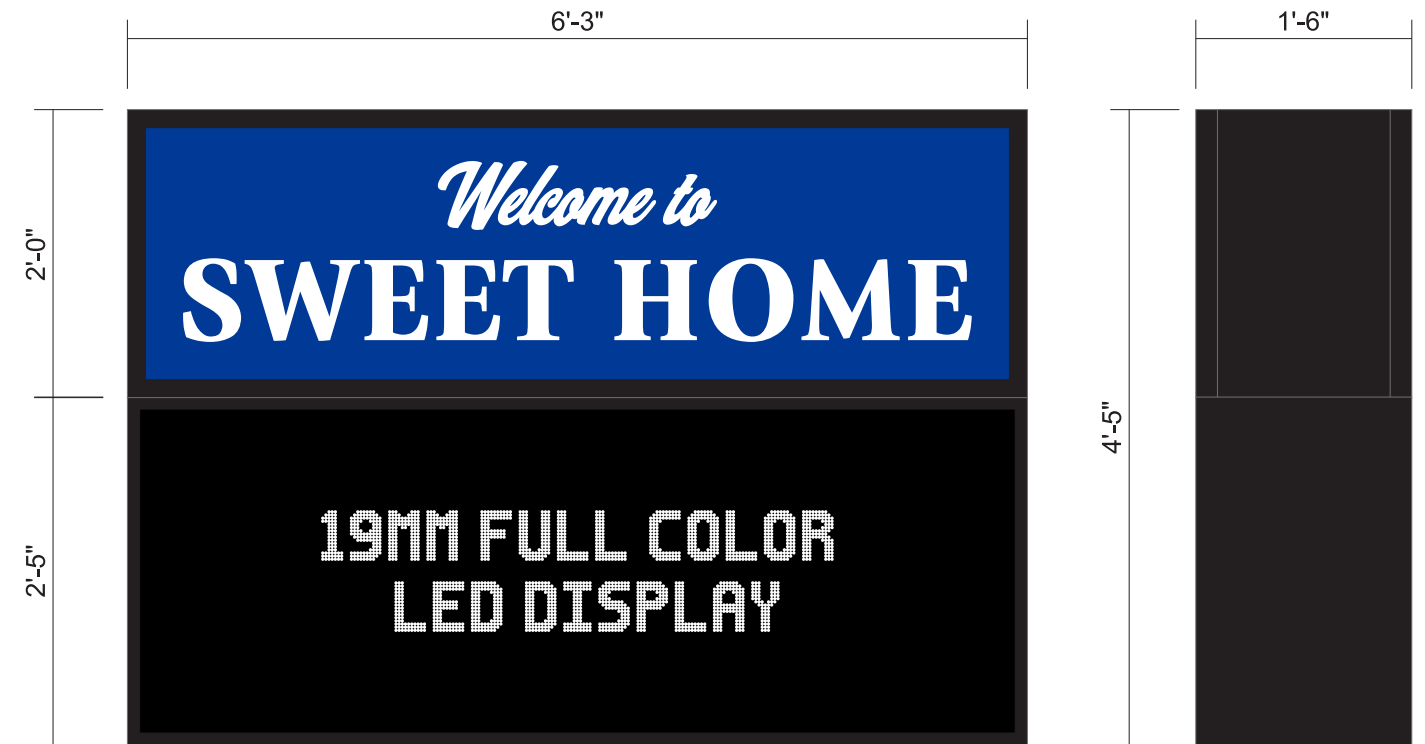 6'-3"
1'-6"
2'-0"
Welcome to
SWEET HOME
4'-5"
2'-5"
19MM FULL COLOR
LED DISPLAY